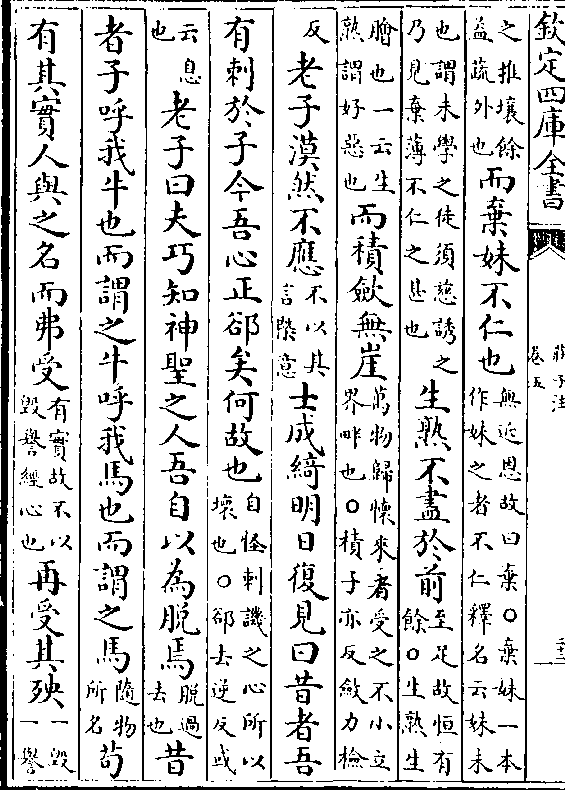 欽定四庫全書
莊子注
卷五
之推壤餘
益疏外也
而棄妹不仁也
無近恩故曰棄○棄妹一本
作妹之者不仁釋名云妹末
也謂末學之徒須慈誘之
乃見棄薄不仁之甚也
生熟不盡於前
至足故恒有
餘○生熟生
膾也一云生
熟謂好惡也
而積斂無崖
萬物歸懷來者受之不小立
界畔也○積子亦反斂力檢
反
老子漠然不應
不以其
言槩意
士成綺明日復見曰昔者吾
有刺於子今吾心正郤矣何故也
自怪刺譏之心所以
壞也○郤去逆反或
云息
也
老子曰夫巧知神聖之人吾自以為脫焉
脫過
去也
昔
者子呼我牛也而謂之牛呼我馬也而謂之馬
隨物
所名
苟
有其實人與之名而弗受
有實故不以
毀譽經心也
再受其殃
一毀
一譽